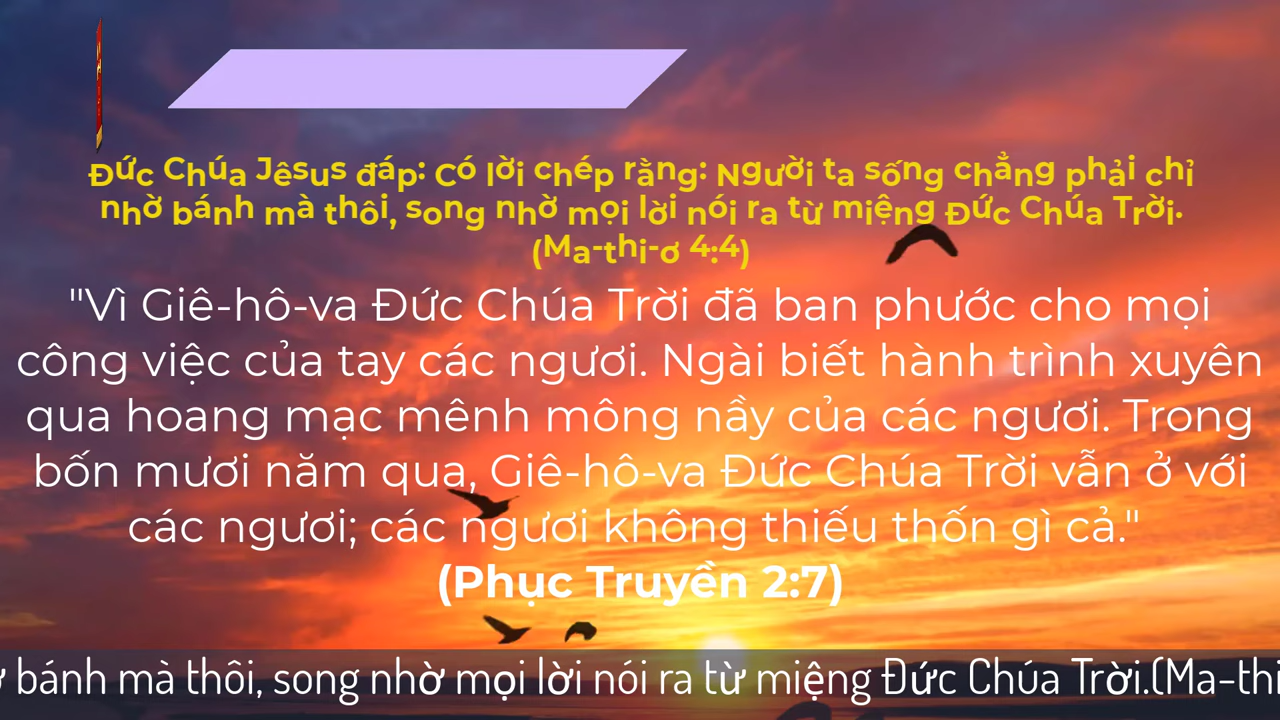 Đức Chúa Jêsus đáp: Có lời chép rằng: Người ta sống chẳng phải chỉ
nhờ bánh mà thôi, song nhờ mọi lời nói ra từ miệng Đức Chúa Trời.
(Ma-thi-ơ 4:4)
"Vì Giê-hô-va Đức Chúa Trời đã ban phước cho mọi
công việc của tay các ngươi. Ngài biết hành trình xuyên
qua hoang mạc mênh mông nầy của các ngươi. Trong
bốn mươi năm qua, Giê-hô-va Đức Chúa Trời vẫn ở với
các ngươi; các ngươi không thiếu thốn gì cả."
(Phục Truyền 2:7)
bánh mà thôi, song nhờ mọi lời nói ra từ miệng Đức Chúa Trời.(Ma-thi